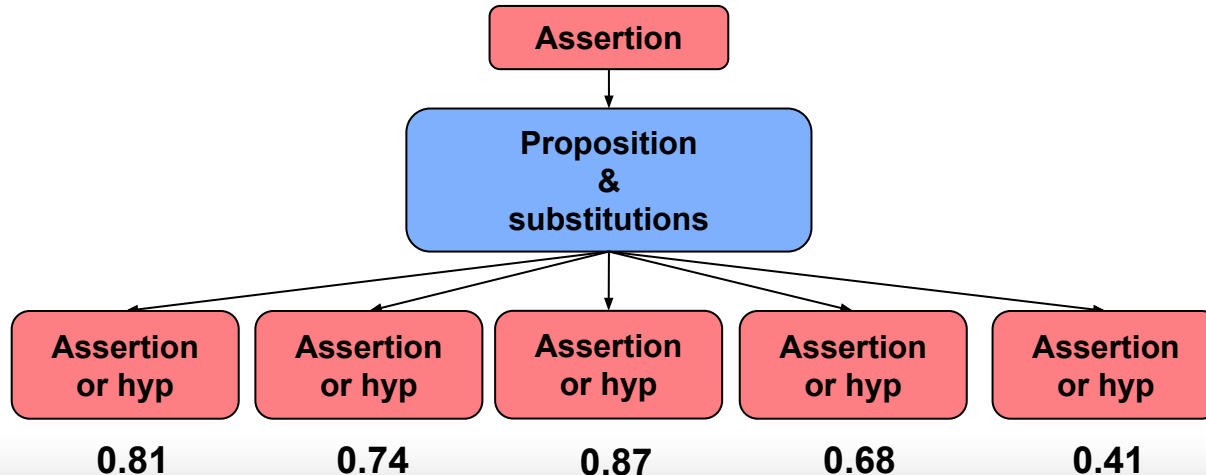 Assertion
Proposition
&
substitutions
Assertion
or hyp
Assertion
or hyp
Assertion
or hyp
Assertion
or hyp
Assertion
or hyp
0.81
0.74
0.87
0.68
0.41